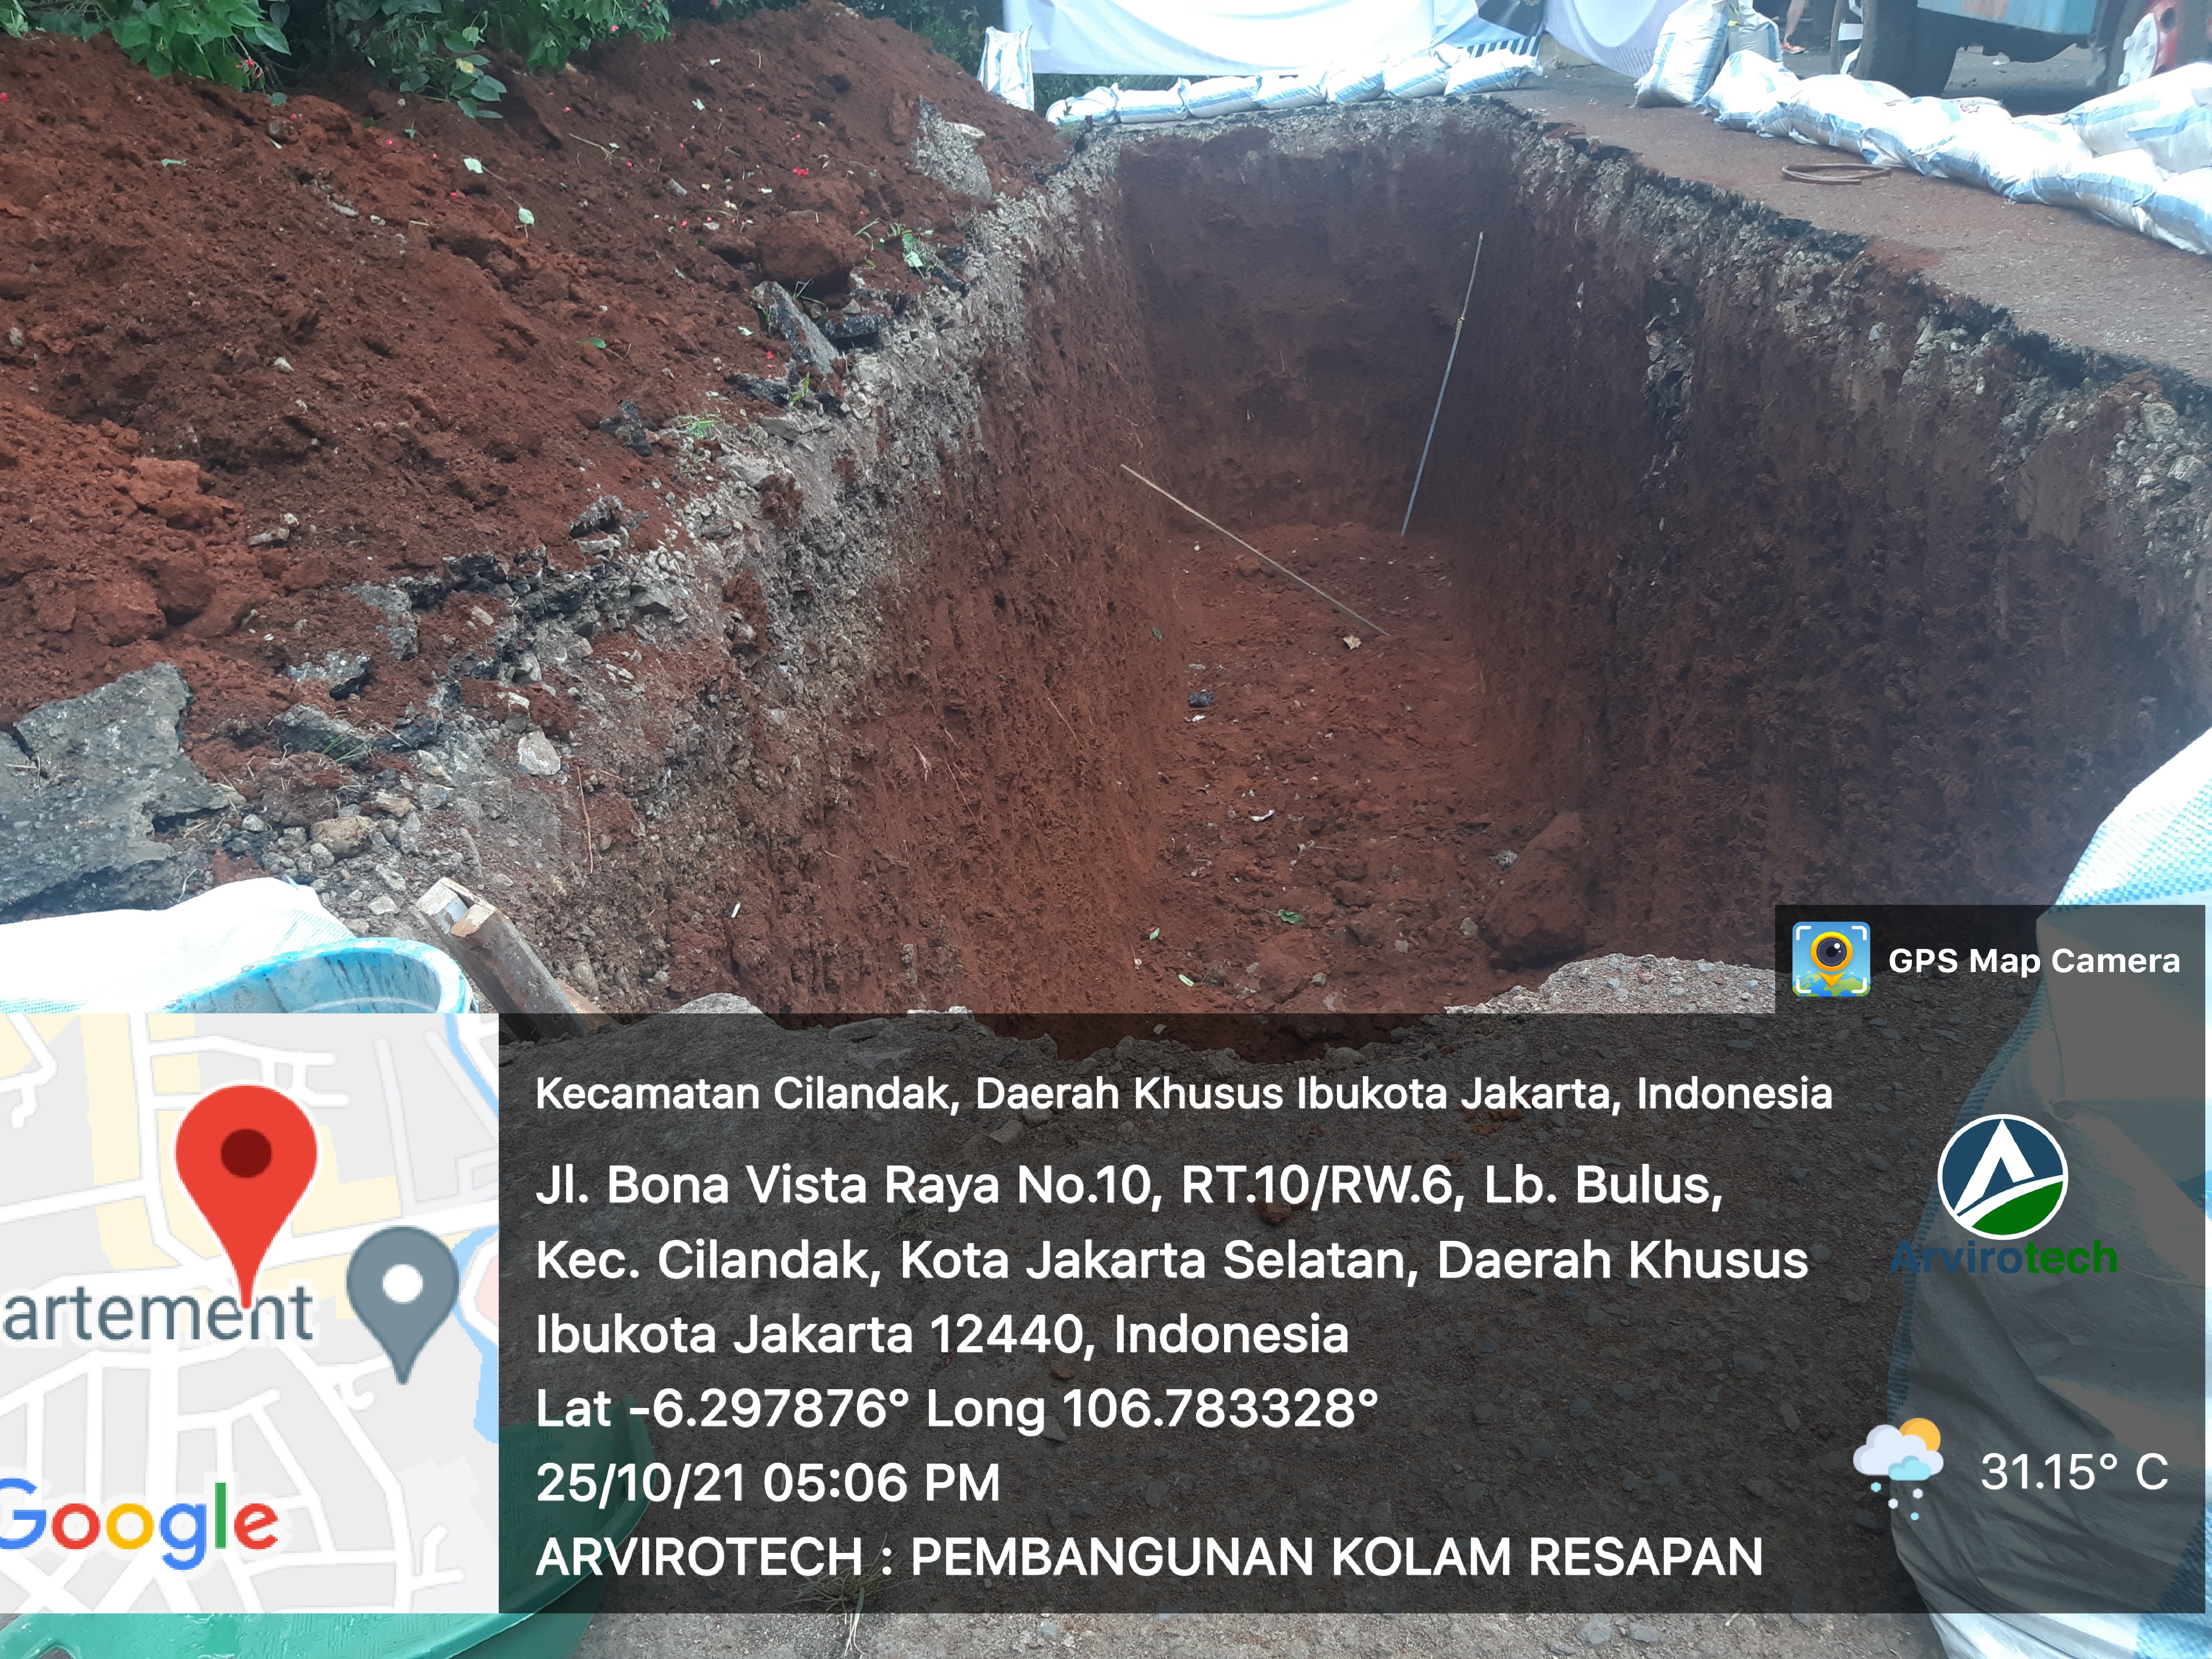 GPS Map Camera
Kecamatan Cilandak, Daerah Khusus Ibukota Jakarta, Indonesia
Jl. Bona Vista Raya No.10, RT.10/RW.6, Lb. Bulus,
Kec. Cilandak, Kota Jakarta Selatan, Daerah Khusus
Ibukota Jakarta 12440, Indonesia
Lat -6.297876° Long 106.783328°
25/10/21 05:06 PM
ARVIROTECH : PEMBANGUNAN KOLAM RESAPAN
Arvirotech
31.15° C
artement
Google